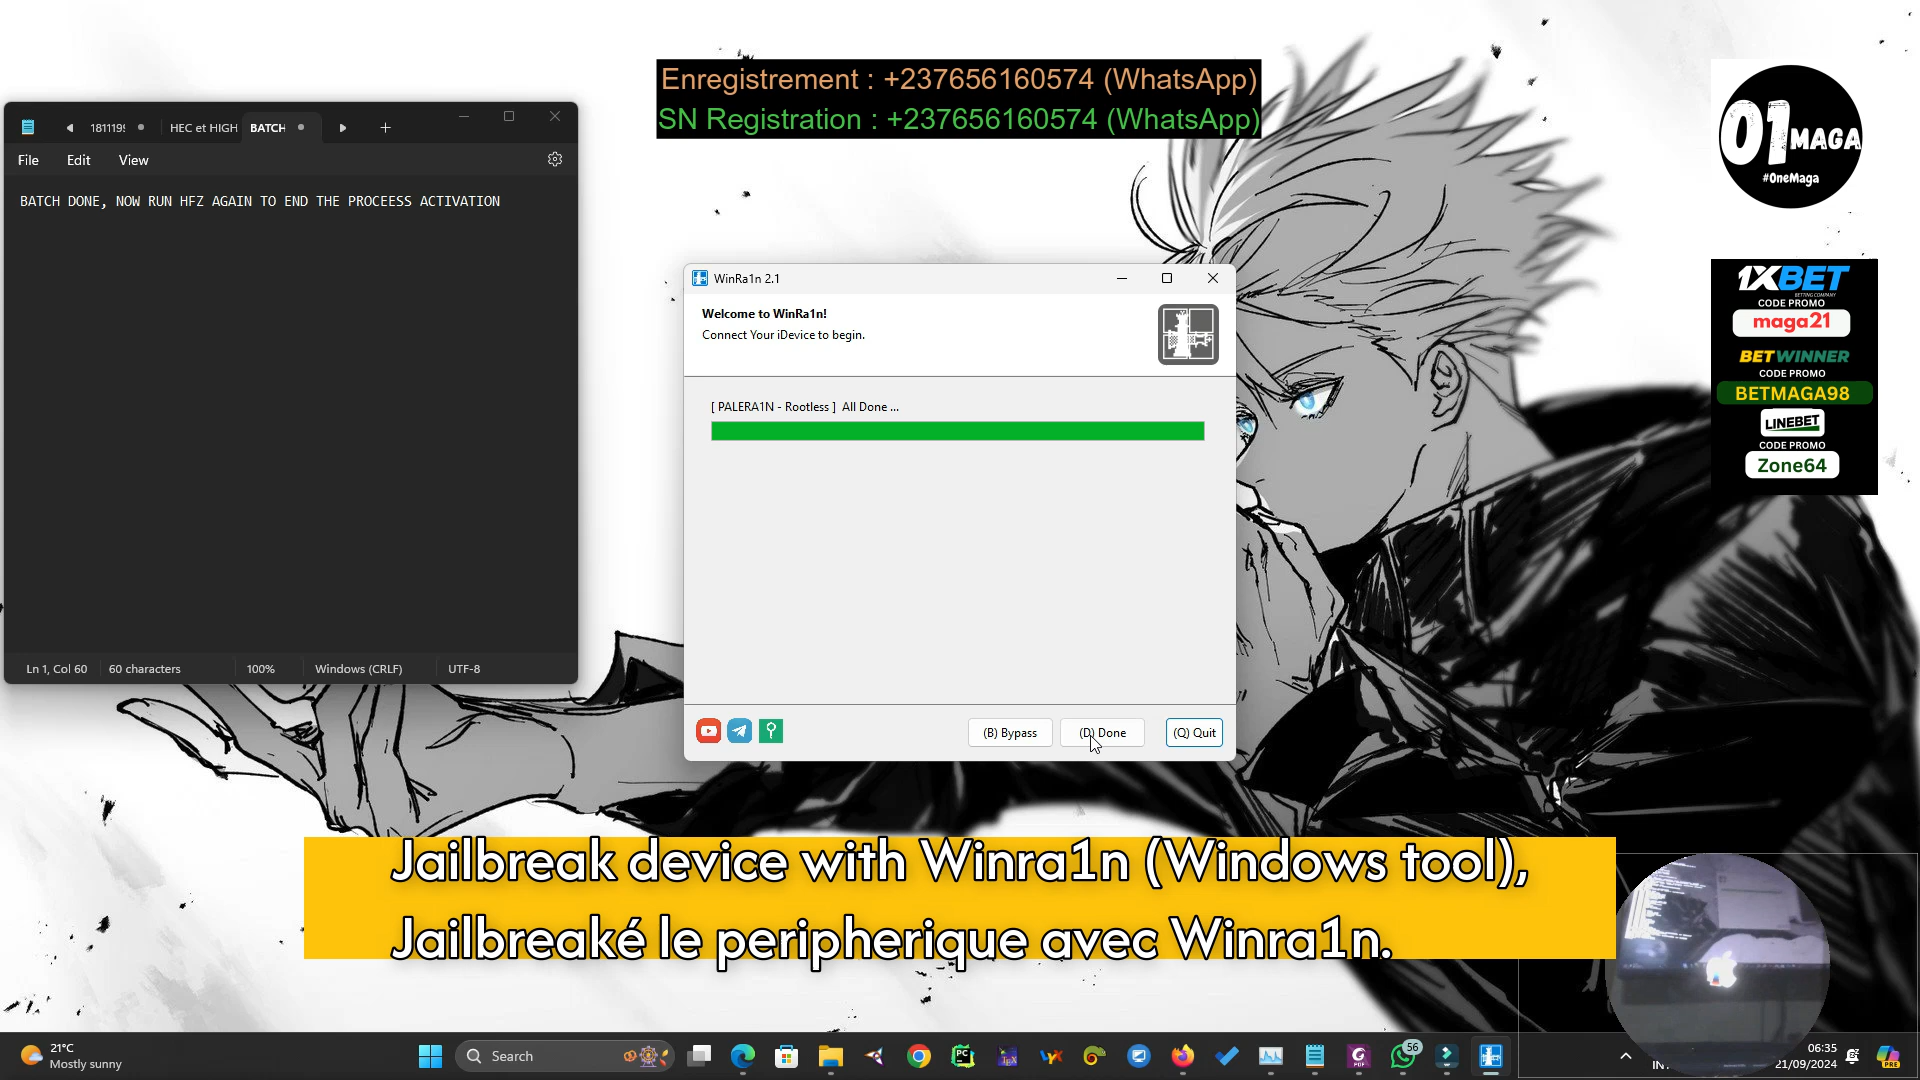 Enregistrement : +237656160574 (WhatsApp)
SN Registration : +237656160574 (WhatsApp)
01 MAGA
#OneMaga
1XBET
BETTING COMPANY
CODE PROMO
maga21
BETWINNER
CODE PROMO
BETMAGA98
LINEBET
CODE PROMO
Zone64
HEC et HIGH
BATCH
File Edit View
BATCH DONE, NOW RUN HFZ AGAIN TO END THE PROCEESS ACTIVATION
Ln 1, Col 60 60 characters 100% Windows (CRLF) UTF-8
WinRa1n 2.1
Welcome to WinRa1n!
Connect Your iDevice to begin.
[ PALERA1N - Rootless ] All Done ...
(B) Bypass (D) Done (Q) Quit
Jailbreak device with Winra1n (Windows tool),
Jailbreaké le peripherique avec Winra1n.
21°C
Mostly sunny
Search
56
06:35
21/09/2024